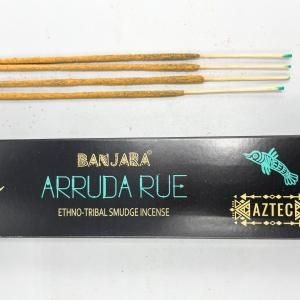 BANJARA®
ARRUDA RUE
ETHNO-TRIBAL SMUDGE INCENSE
AZTEC